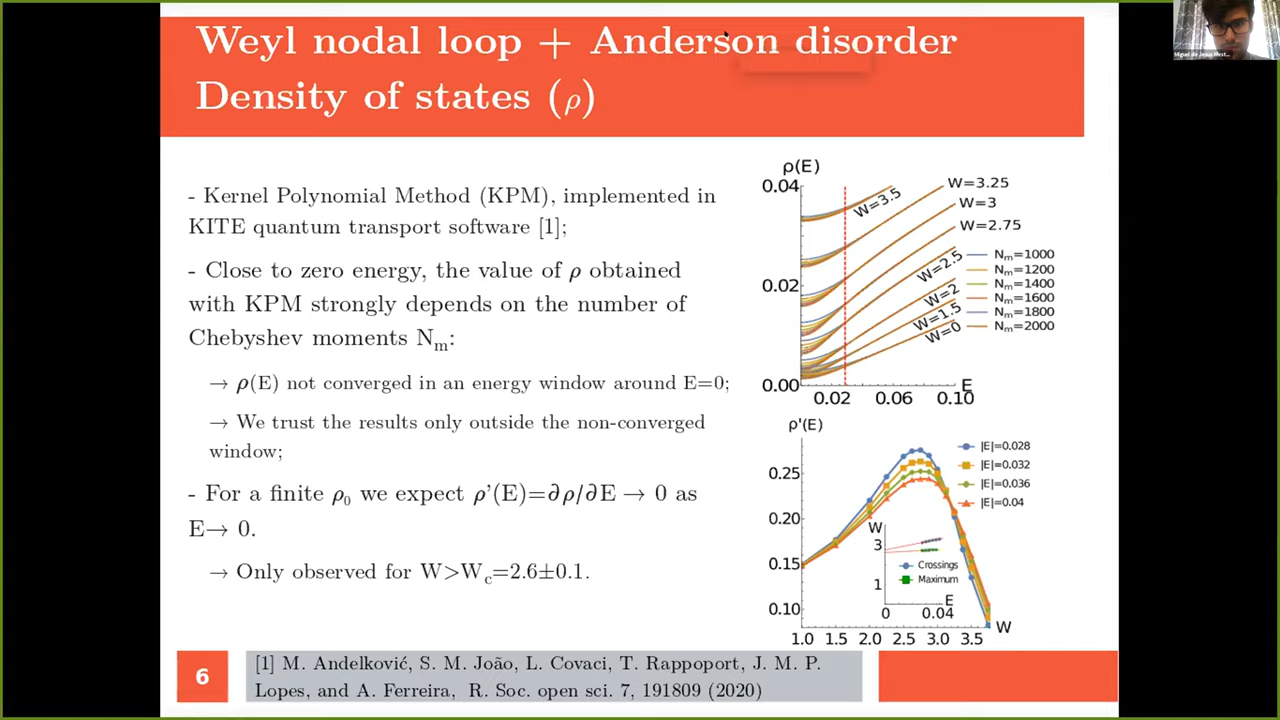 Weyl nodal loop + Anderson disorder
Density of states (ρ)
- Kernel Polynomial Method (KPM), implemented in
KITE quantum transport software [1];
- Close to zero energy, the value of ρ obtained
with KPM strongly depends on the number of
Chebyshev moments Nm:
→ ρ(E) not converged in an energy window around E=0;
→ We trust the results only outside the non-converged
window;
- For a finite ρ0 we expect ρ'(E)=∂ρ/∂E → 0 as
E→ 0.
→ Only observed for W>Wc=2.6±0.1.
ρ(E)
0.04
0.02
0.00
0.02 0.06 0.10
E
W=3.5
W=3.25
W=3
W=2.75
W=2.5
W=2
W=1.5
W=0
Nm=1000
Nm=1200
Nm=1400
Nm=1600
Nm=1800
Nm=2000
ρ'(E)
0.25
0.20
0.15
0.10
1.0 1.5 2.0 2.5 3.0 3.5
W
|E|=0.028
|E|=0.032
|E|=0.036
|E|=0.04
W
3
1
0 0.04
E
Crossings
Maximum
6
[1] M. Andelković, S. M. João, L. Covaci, T. Rappoport, J. M. P.
Lopes, and A. Ferreira, R. Soc. open sci. 7, 191809 (2020)